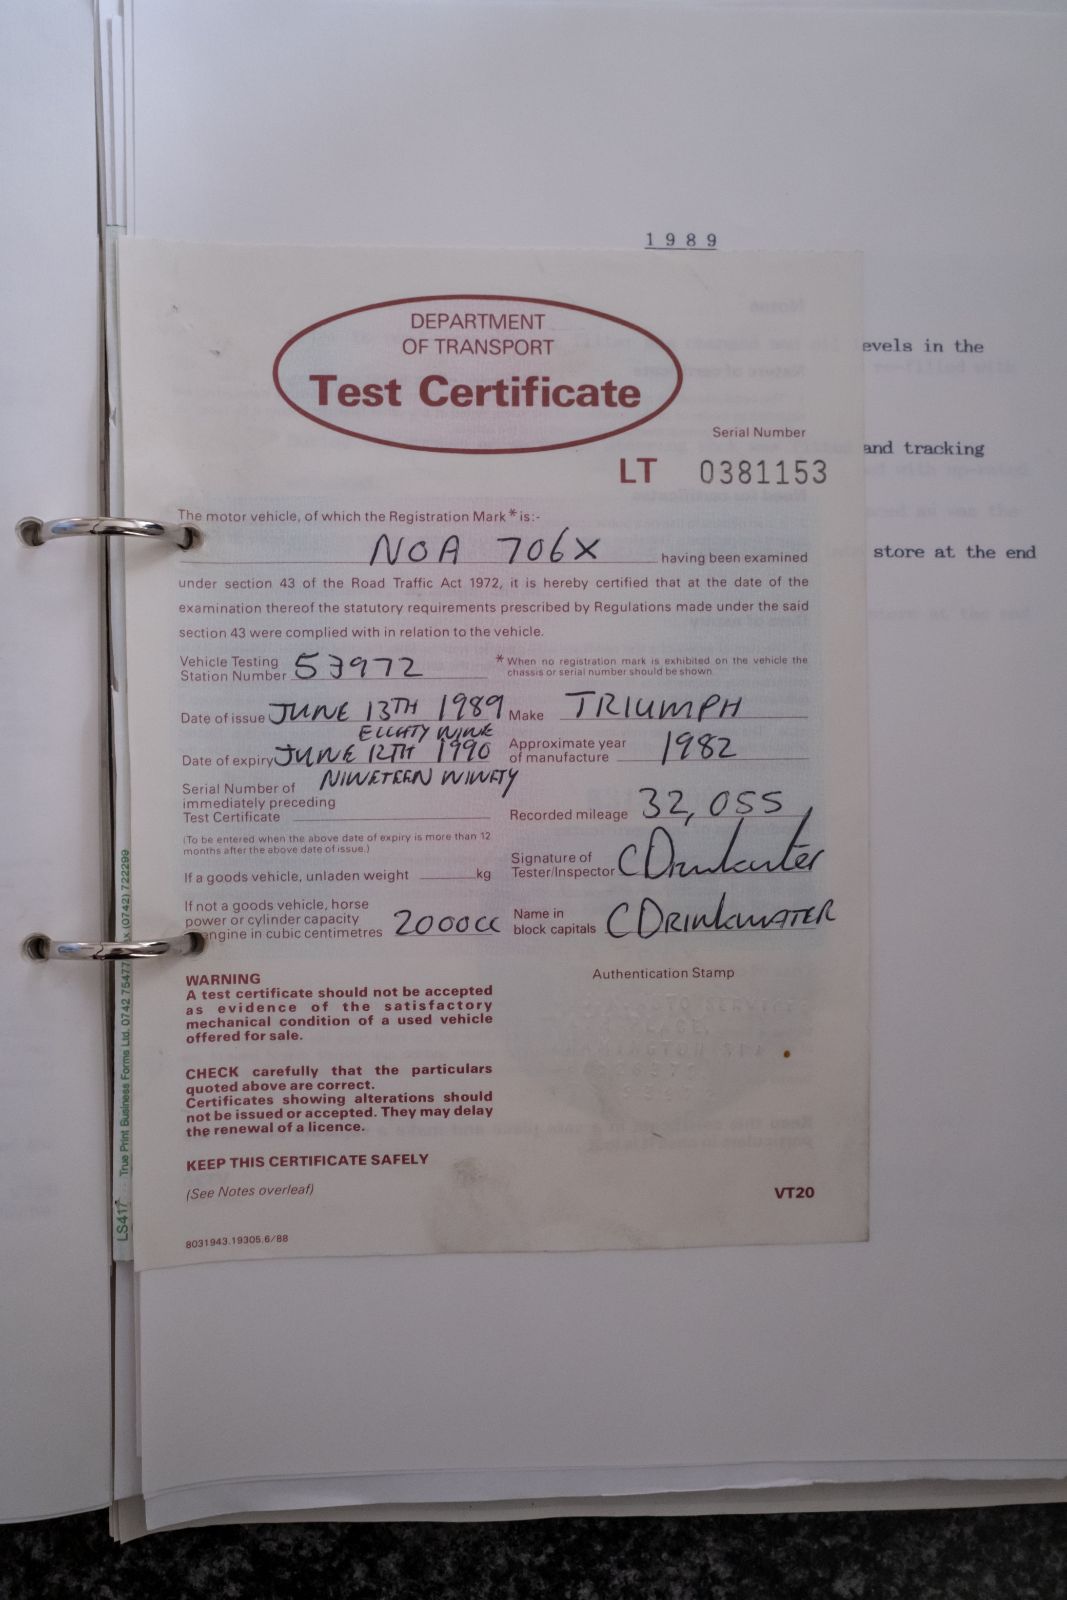 1 9 8 9
evels in the
and tracking
store at the end
DEPARTMENT
OF TRANSPORT
Test Certificate
Serial Number
LT 0381153
The motor vehicle, of which the Registration Mark * is:-
NOA 706X having been examined
under section 43 of the Road Traffic Act 1972, it is hereby certified that at the date of the
examination thereof the statutory requirements prescribed by Regulations made under the said
section 43 were complied with in relation to the vehicle.
Vehicle Testing
Station Number 53972
* When no registration mark is exhibited on the vehicle the
chassis or serial number should be shown.
Date of issue JUNE 13TH 1989
EIGHTY NINE
Make TRIUMPH
Date of expiry JUNE 12TH 1990
NINETEEN NINETY
Approximate year
of manufacture 1982
Serial Number of
immediately preceding
Test Certificate
Recorded mileage 32,055
(To be entered when the above date of expiry is more than 12
months after the above date of issue.)
Signature of
Tester/Inspector C Drinkwater
If a goods vehicle, unladen weight kg
If not a goods vehicle, horse
power or cylinder capacity
engine in cubic centimetres 2000cc
Name in
block capitals C DRINKWATER
WARNING
A test certificate should not be accepted
as evidence of the satisfactory
mechanical condition of a used vehicle
offered for sale.
Authentication Stamp
CHECK carefully that the particulars
quoted above are correct.
Certificates showing alterations should
not be issued or accepted. They may delay
the renewal of a licence.
KEEP THIS CERTIFICATE SAFELY
(See Notes overleaf)
VT20
8031943.19305.6/88
LS417 True Print Business Forms Ltd. 0742 75477 (0742) 722299